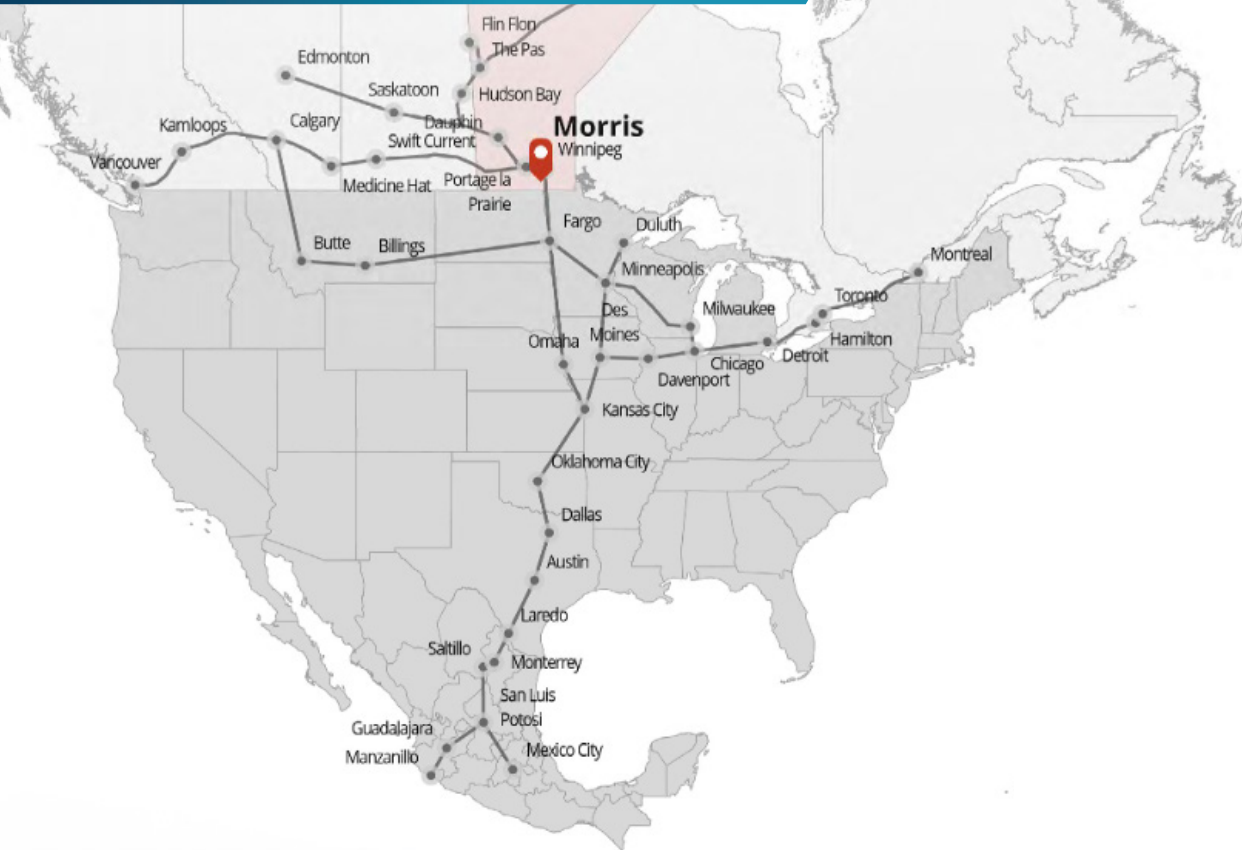 Flin Flon
The Pas
Edmonton
Saskatoon
Hudson Bay
Kamloops
Calgary
Dauphin
Morris
Swift Current
Winnipeg
Vancouver
Medicine Hat
Portage la
Prairie
Fargo
Duluth
Butte
Billings
Montreal
Minneapolis
Toronto
Des
Moines
Milwaukee
Omaha
Hamilton
Chicago
Detroit
Davenport
Kansas City
Oklahoma City
Dallas
Austin
Laredo
Saltillo
Monterrey
San Luis
Potosi
Guadalajara
Manzanillo
Mexico City